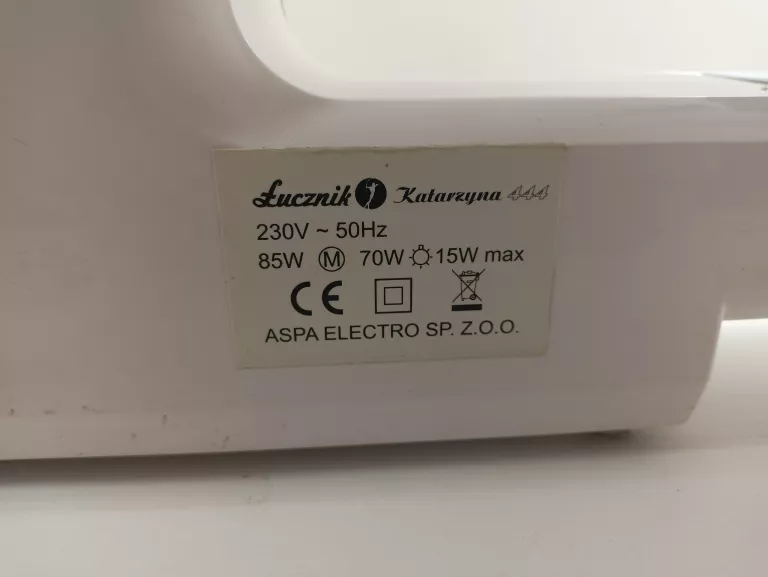 Łucznik Katarzyna 444
230V ~ 50Hz
85W M 70W 15W max
CE
ASPA ELECTRO SP. Z.O.O.